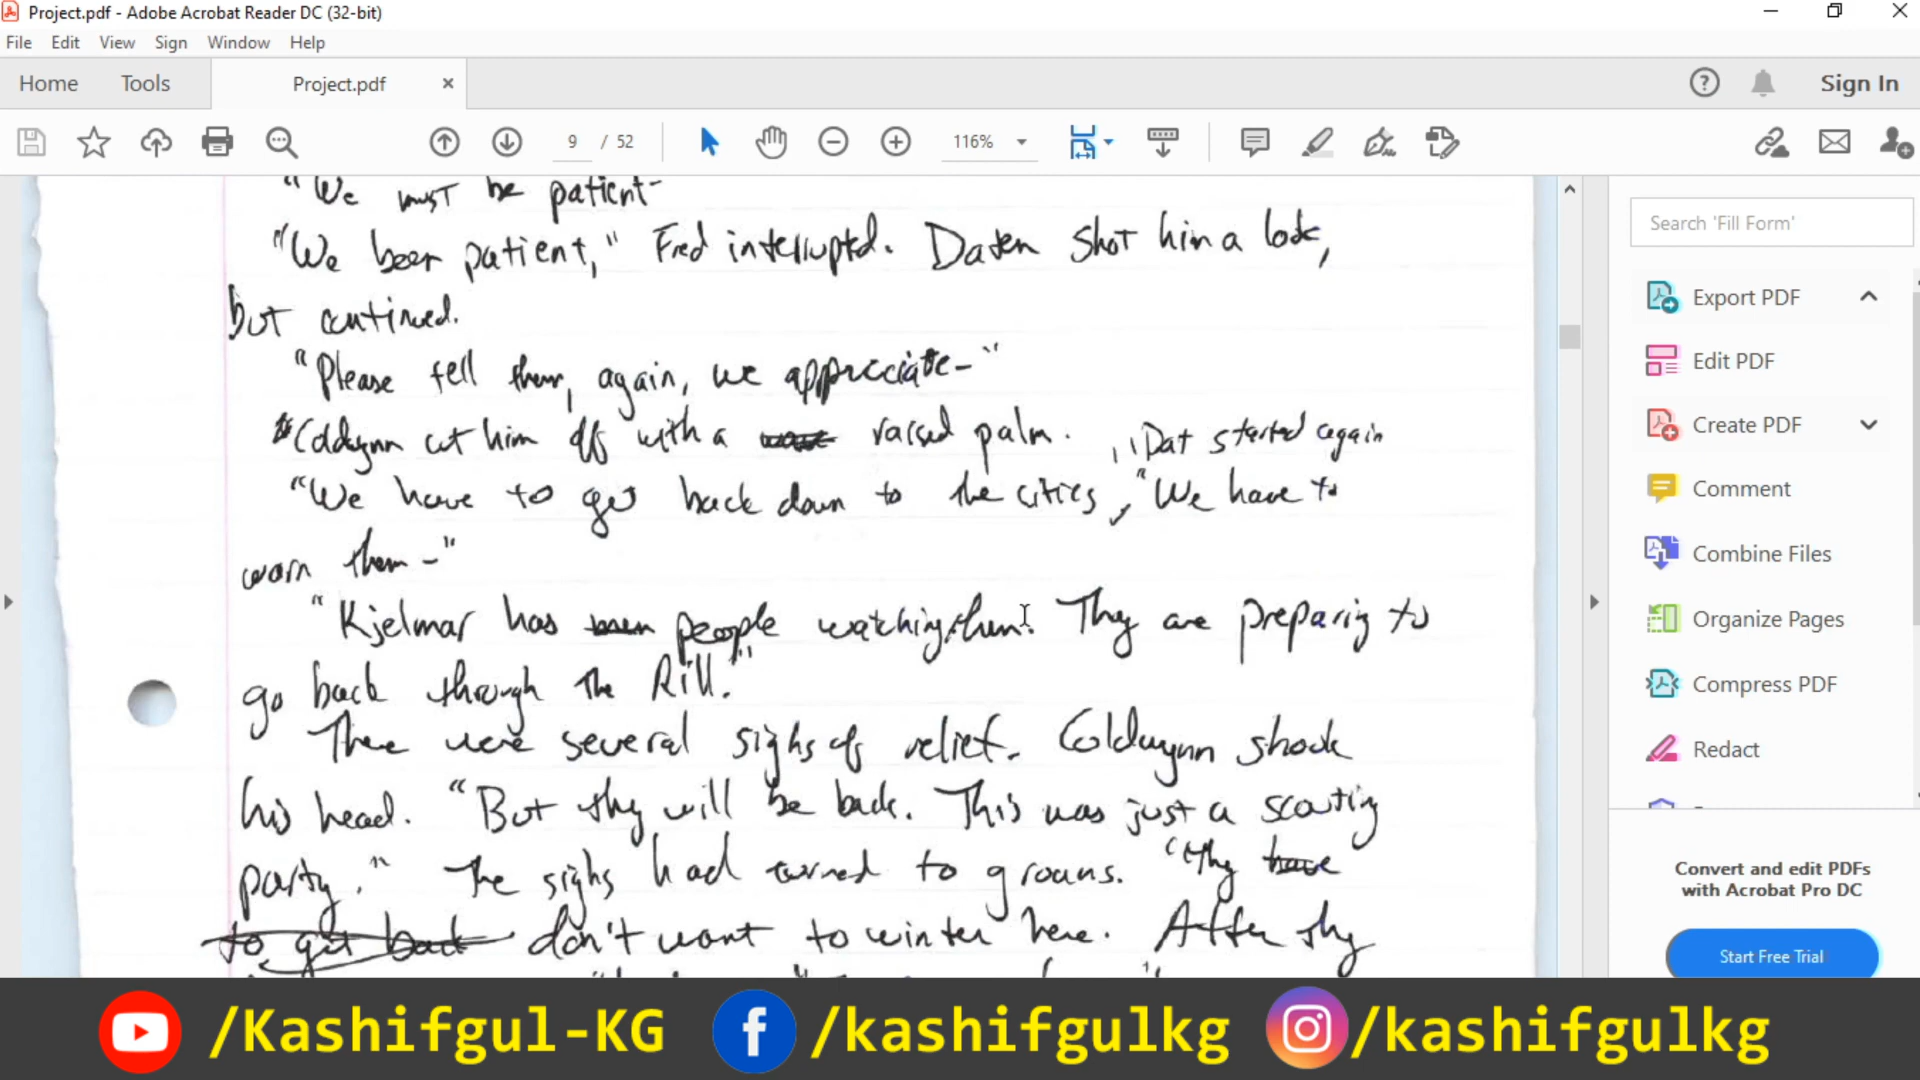 Project.pdf - Adobe Acrobat Reader DC (32-bit)
File Edit View Sign Window Help
Home Tools Project.pdf × ? Sign In
9 / 52 116%
"We must be patient-
"We been patient," Fred interrupted. Daten shot him a look,
but continued.
"Please tell them, again, we appreciate-"
Coldwynn cut him off with a raised palm.
, Dat started again
"We have to get back down to the cities, "We have to
warn them-"
"Kjelmar has men people watching them. They are preparing to
go back through the Rill."
There were several sighs of relief. Coldwynn shook
his head. "But they will be back. This was just a scouting
party." The sighs had turned to groans. "They have
to get back don't want to winter here. After they
Search 'Fill Form'
Export PDF
Edit PDF
Create PDF
Comment
Combine Files
Organize Pages
Compress PDF
Redact
Convert and edit PDFs
with Acrobat Pro DC
Start Free Trial
/Kashifgul-KG f /kashifgulkg /kashifgulkg